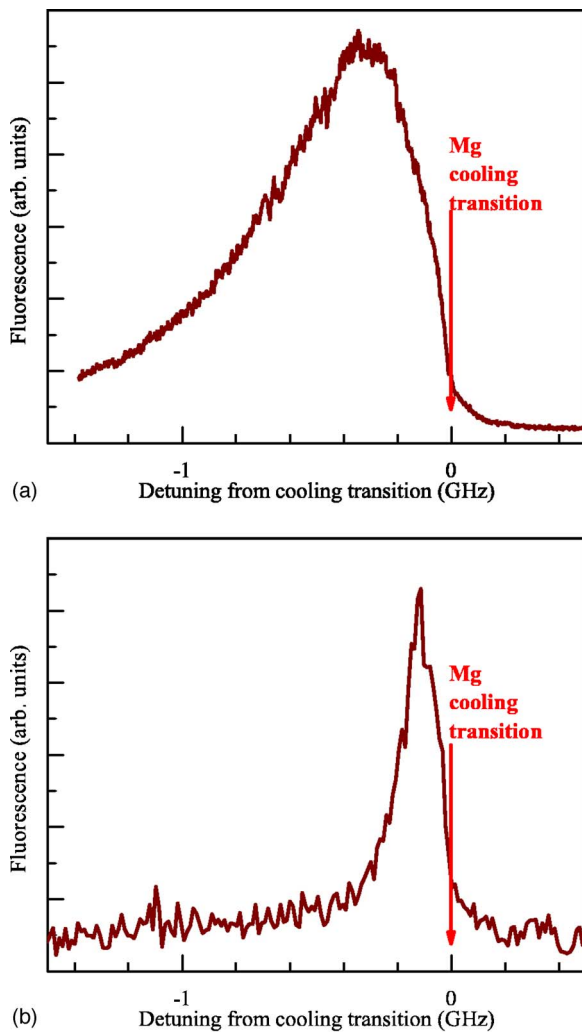 Fluorescence (arb. units)
Mg
cooling
transition
-1
0
(a)
Detuning from cooling transition (GHz)
Fluorescence (arb. units)
Mg
cooling
transition
-1
0
(b)
Detuning from cooling transition (GHz)